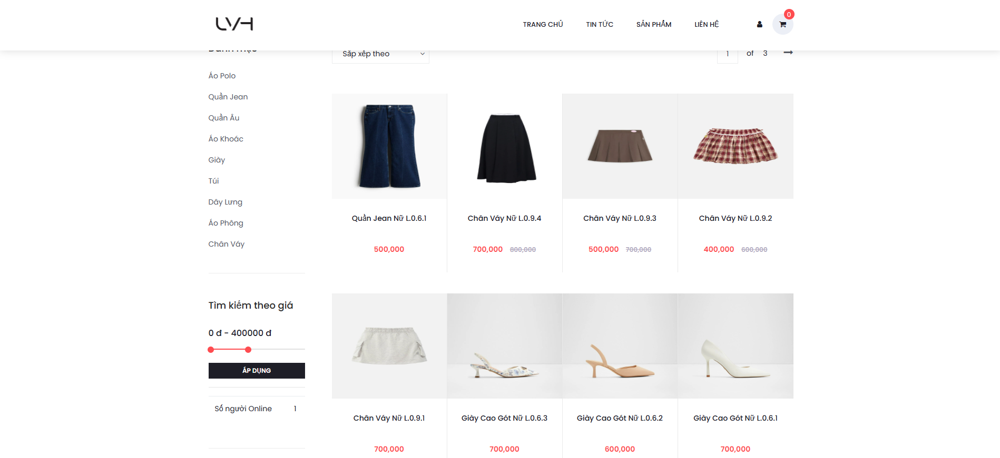 LVH
TRANG CHỦ
TIN TỨC
SẢN PHẨM
LIÊN HỆ
0
Danh mục
Áo Polo
Quần Jean
Quần Âu
Áo Khoác
Giày
Túi
Dây Lưng
Áo Phông
Chân Váy
Tìm kiếm theo giá
0 đ - 400000 đ
ÁP DỤNG
Số người Online 1
Sắp xếp theo
1 of 3
Quần Jean Nữ L.0.6.1
500,000
Chân Váy Nữ L.0.9.4
700,000 800,000
Chân Váy Nữ L.0.9.3
500,000 700,000
Chân Váy Nữ L.0.9.2
400,000 600,000
Chân Váy Nữ L.0.9.1
700,000
Giày Cao Gót Nữ L.0.6.3
700,000
Giày Cao Gót Nữ L.0.6.2
600,000
Giày Cao Gót Nữ L.0.6.1
700,000